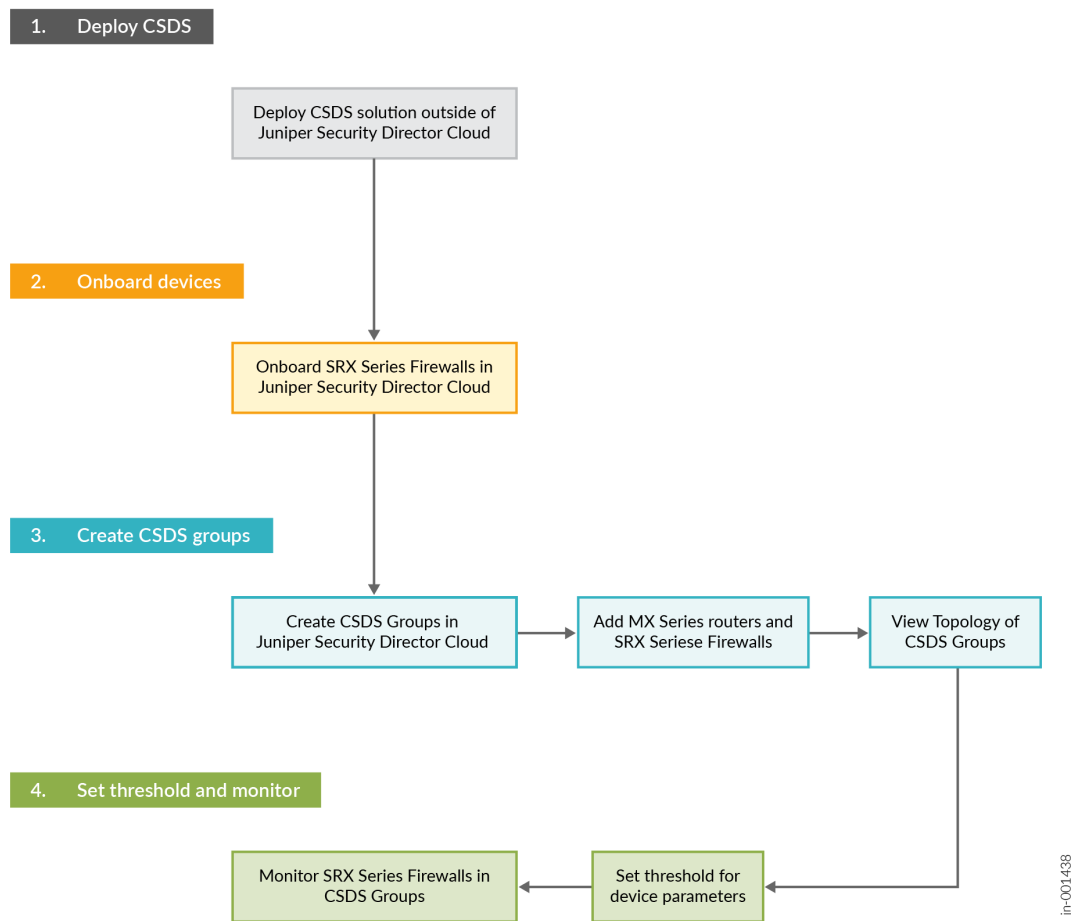 1. Deploy CSDS
Deploy CSDS solution outside of
Juniper Security Director Cloud
2. Onboard devices
Onboard SRX Series Firewalls in
Juniper Security Director Cloud
3. Create CSDS groups
Create CSDS Groups in
Juniper Security Director Cloud
Add MX Series routers and
SRX Seriese Firewalls
View Topology of
CSDS Groups
4. Set threshold and monitor
Monitor SRX Series Firewalls in
CSDS Groups
Set threshold for
device parameters
in-001438